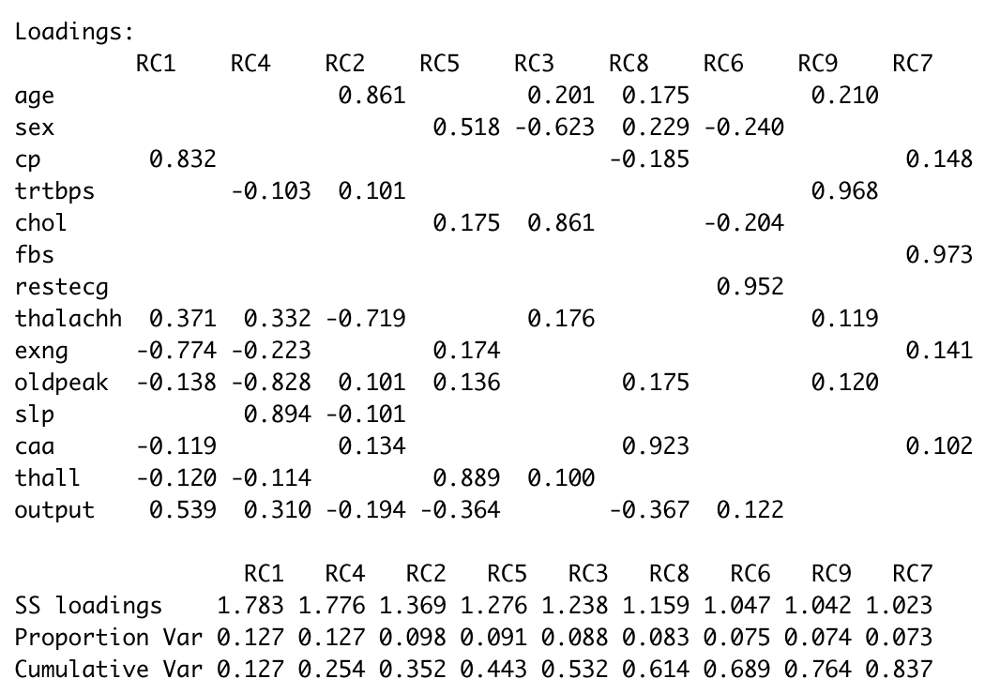 Loadings:
         RC1    RC4    RC2    RC5    RC3    RC8    RC6    RC9    RC7
age                    0.861         0.201  0.175         0.210
sex                           0.518 -0.623  0.229 -0.240
cp        0.832                            -0.185                0.148
trtbps          -0.103  0.101                             0.968
chol                          0.175  0.861        -0.204
fbs                                                              0.973
restecg                                            0.952
thalachh  0.371  0.332 -0.719         0.176               0.119
exng     -0.774 -0.223         0.174                             0.141
oldpeak  -0.138 -0.828  0.101  0.136         0.175        0.120
slp              0.894 -0.101
caa      -0.119         0.134                0.923               0.102
thall    -0.120 -0.114         0.889  0.100
output    0.539  0.310 -0.194 -0.364        -0.367  0.122
                 RC1   RC4   RC2   RC5   RC3   RC8   RC6   RC9   RC7
SS loadings    1.783 1.776 1.369 1.276 1.238 1.159 1.047 1.042 1.023
Proportion Var 0.127 0.127 0.098 0.091 0.088 0.083 0.075 0.074 0.073
Cumulative Var 0.127 0.254 0.352 0.443 0.532 0.614 0.689 0.764 0.837